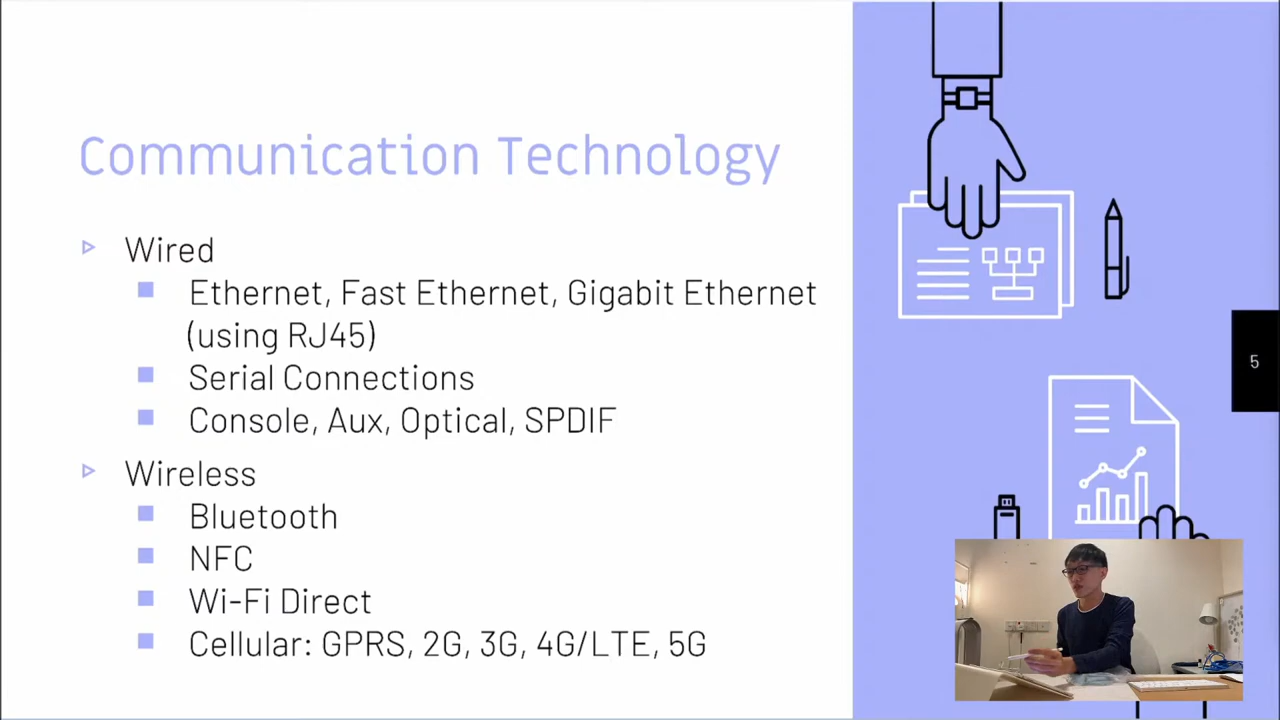 Communication Technology
Wired
Ethernet, Fast Ethernet, Gigabit Ethernet
(using RJ45)
Serial Connections
Console, Aux, Optical, SPDIF
Wireless
Bluetooth
NFC
Wi-Fi Direct
Cellular: GPRS, 2G, 3G, 4G/LTE, 5G
5